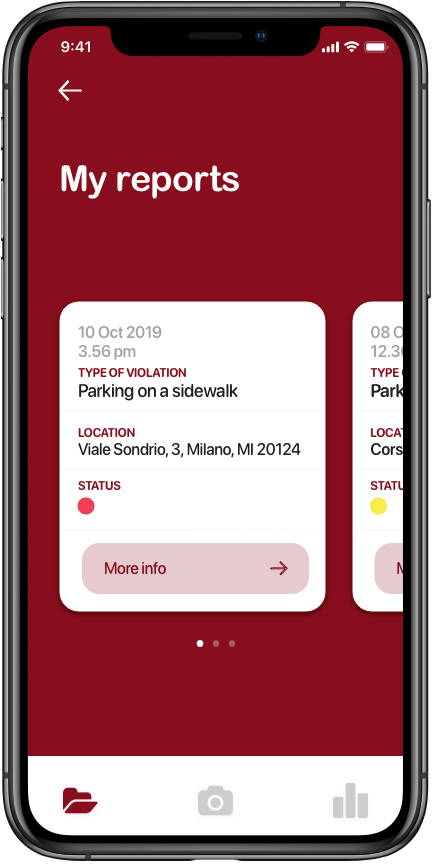 9:41
My reports
10 Oct 2019
3.56 pm
TYPE OF VIOLATION
Parking on a sidewalk
LOCATION
Viale Sondrio, 3, Milano, MI 20124
STATUS
More info
08 O
12.3
TYPE
Park
LOCAT
Cors
STATU
M